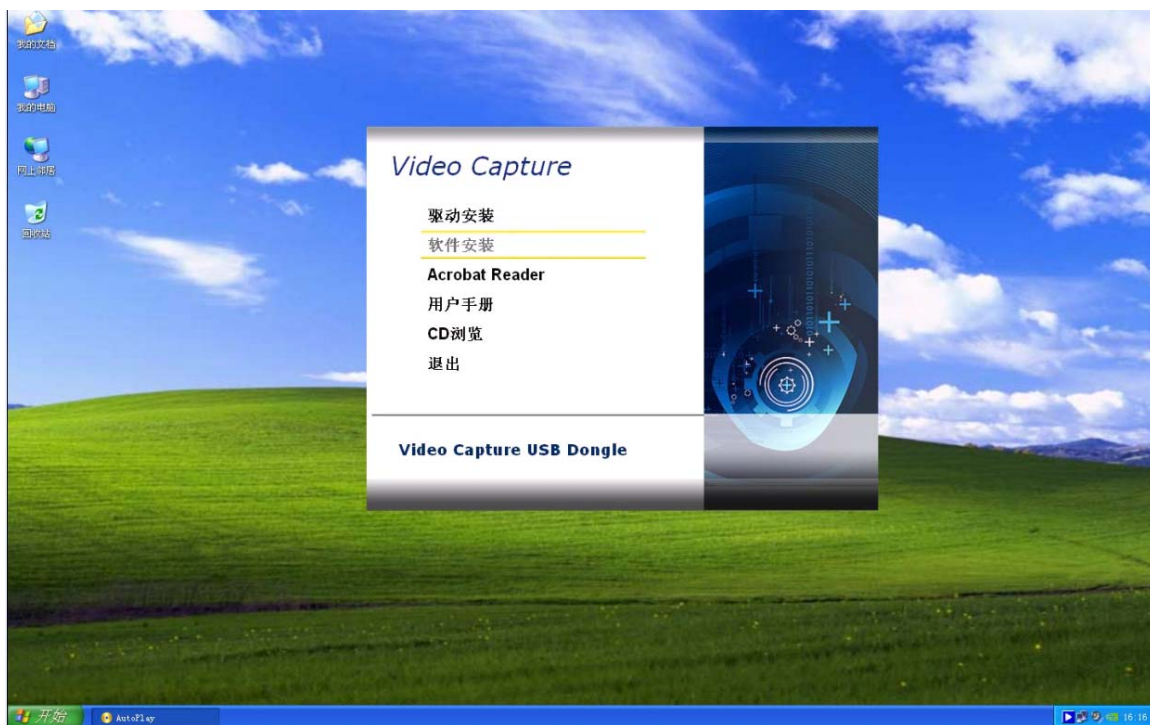 我的文档
我的电脑
网上邻居
回收站
Video Capture
驱动安装
软件安装
Acrobat Reader
用户手册
CD浏览
退出
Video Capture USB Dongle
开始
AutoPlay
16:16